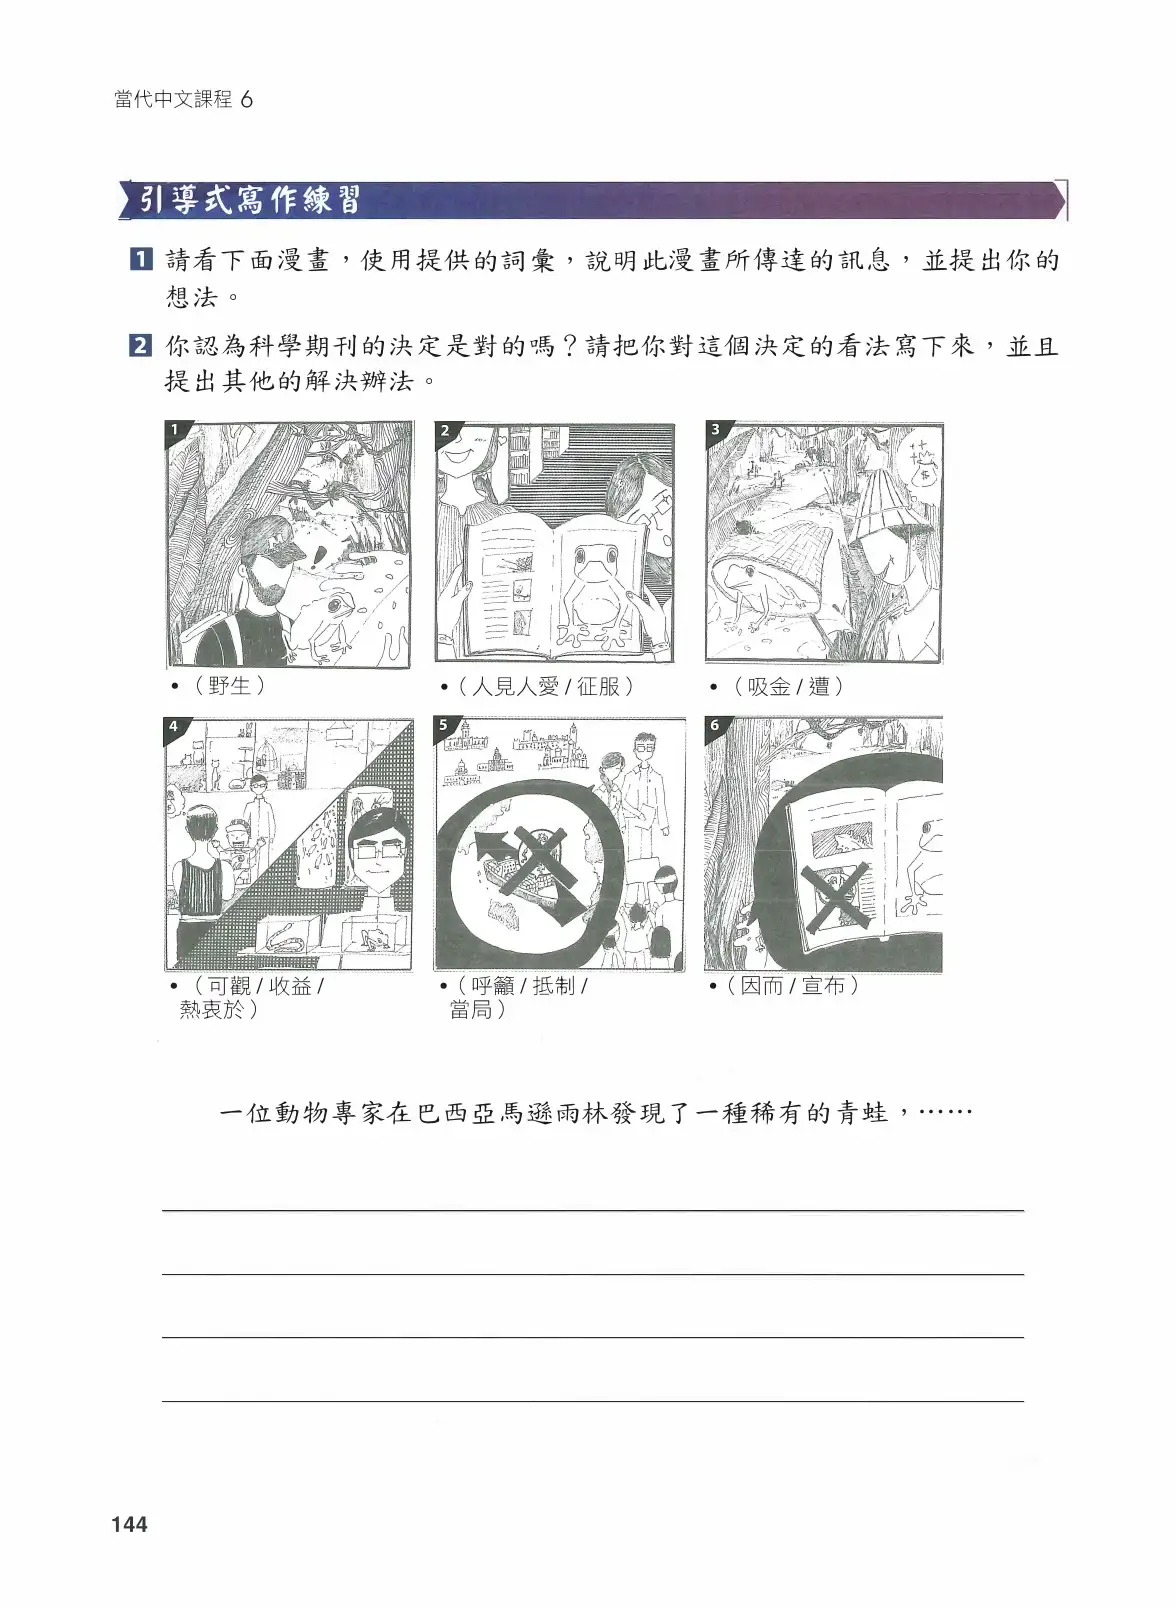 當代中文課程 6
引導式寫作練習
1 請看下面漫畫，使用提供的詞彙，說明此漫畫所傳達的訊息，並提出你的
想法。
2 你認為科學期刊的決定是對的嗎？請把你對這個決定的看法寫下來，並且
提出其他的解決辦法。
1
2
3
$
•（野生）
•（人見人愛 / 征服）
•（吸金 / 遭）
4
5
6
•（可觀 / 收益 /
熱衷於）
•（呼籲 / 抵制 /
當局）
•（因而 / 宣布）
一位動物專家在巴西亞馬遜雨林發現了一種稀有的青蛙，……
144